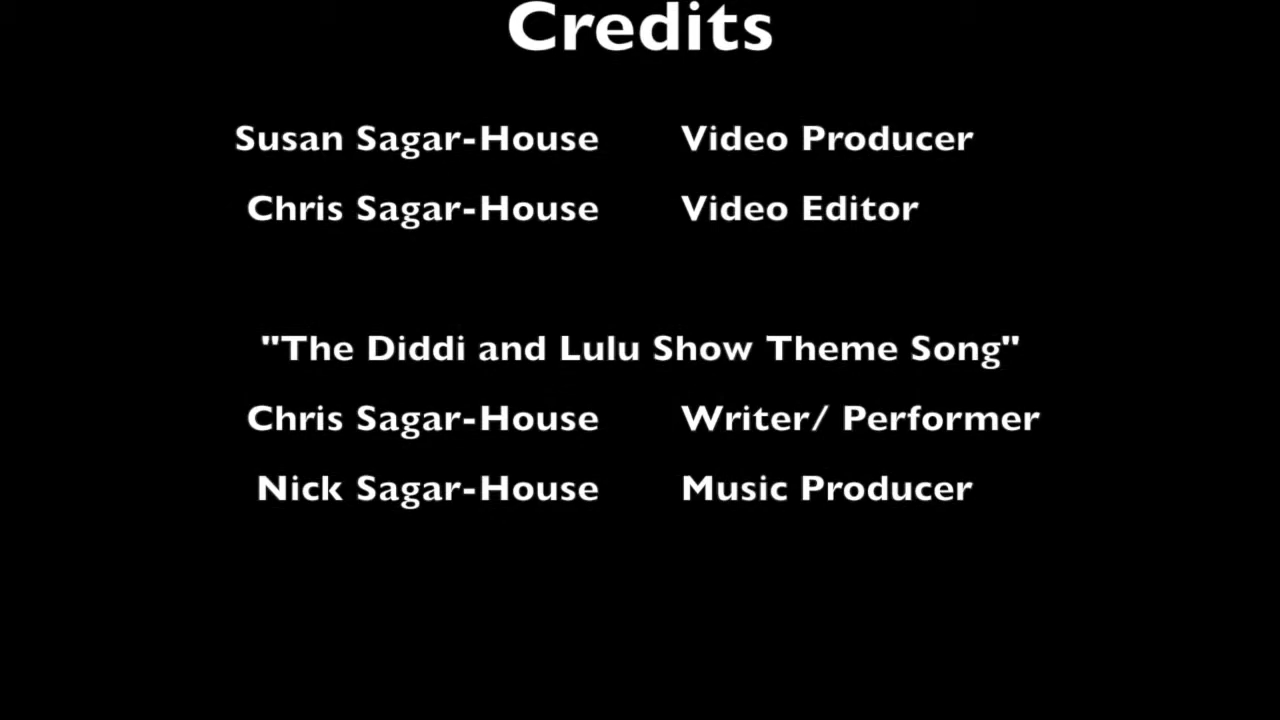 Credits
Susan Sagar-House Video Producer
Chris Sagar-House Video Editor
"The Diddi and Lulu Show Theme Song"
Chris Sagar-House Writer/ Performer
Nick Sagar-House Music Producer